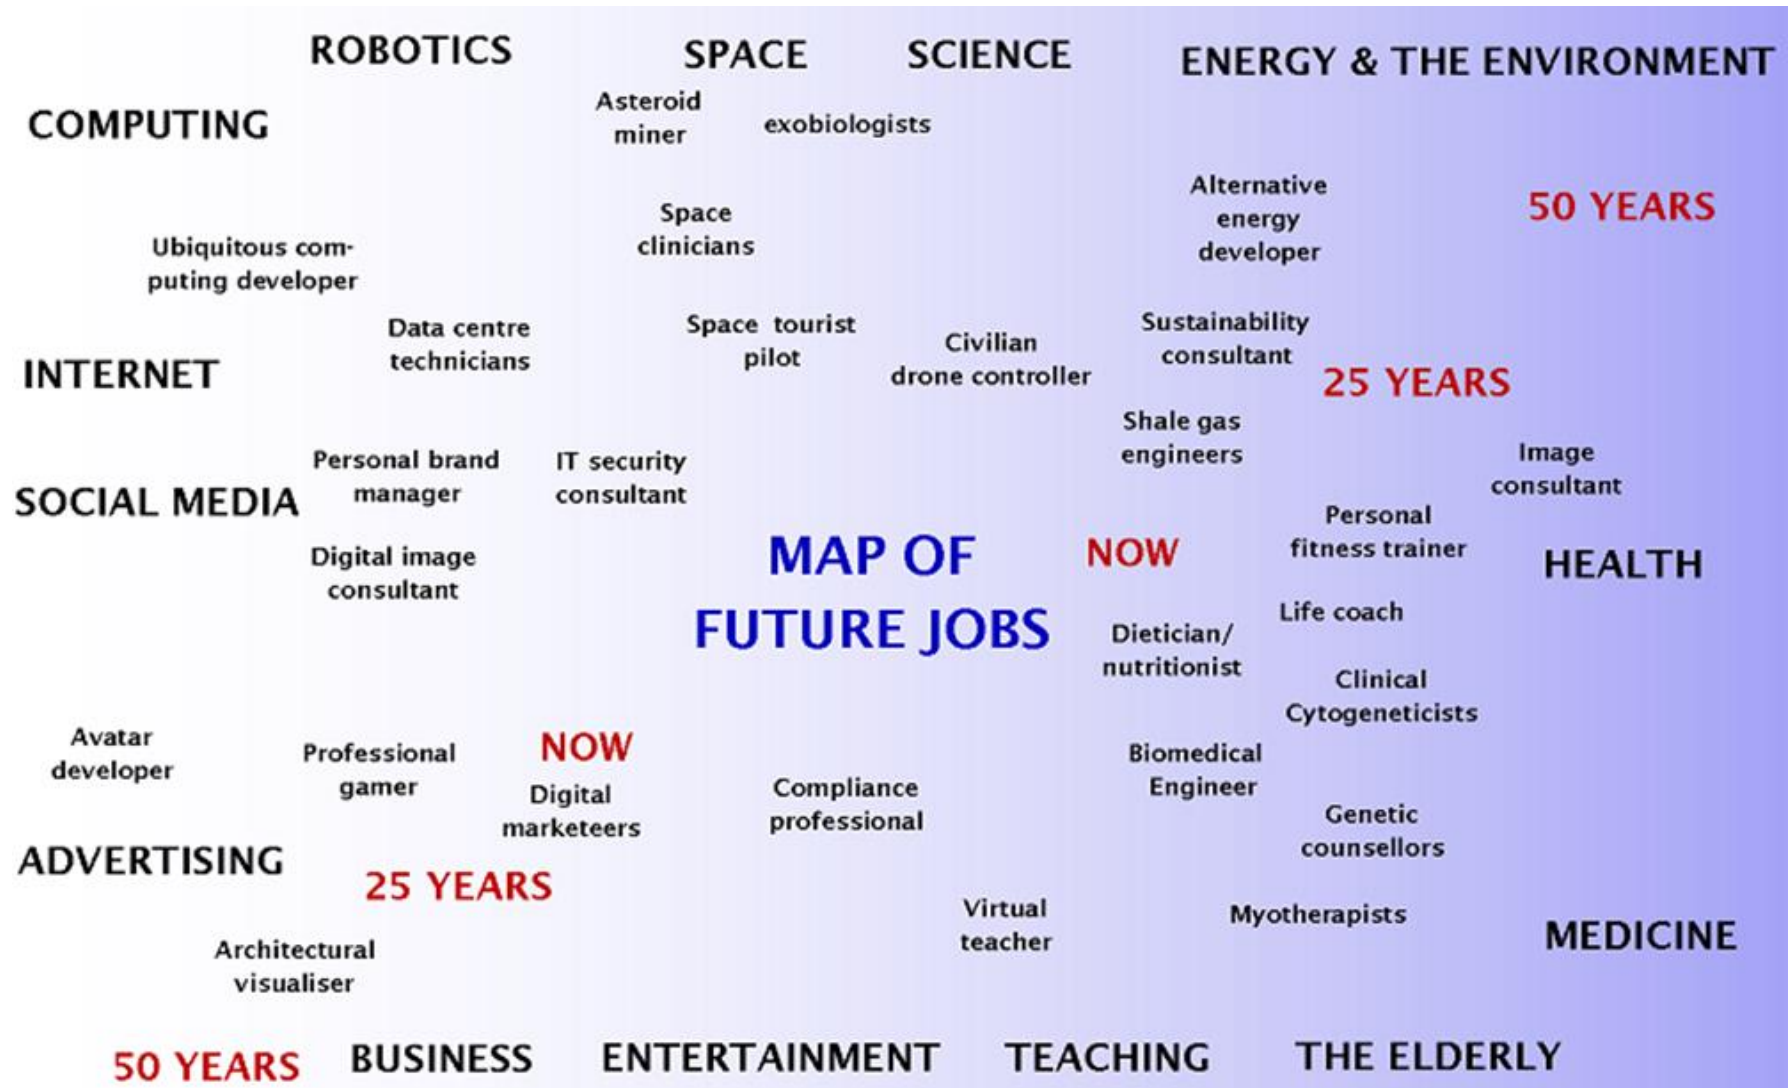 ROBOTICS
SPACE
SCIENCE
ENERGY & THE ENVIRONMENT
COMPUTING
Asteroid
miner
exobiologists
Alternative
energy
developer
50 YEARS
Space
clinicians
Ubiquitous com-
puting developer
Data centre
technicians
Space tourist
pilot
Civilian
drone controller
Sustainability
consultant
INTERNET
25 YEARS
Shale gas
engineers
Image
consultant
Personal brand
manager
IT security
consultant
SOCIAL MEDIA
Personal
fitness trainer
Digital image
consultant
MAP OF
FUTURE JOBS
NOW
HEALTH
Life coach
Dietician/
nutritionist
Clinical
Cytogeneticists
Avatar
developer
Professional
gamer
NOW
Digital
marketeers
Compliance
professional
Biomedical
Engineer
Genetic
counsellors
ADVERTISING
25 YEARS
Virtual
teacher
Myotherapists
MEDICINE
Architectural
visualiser
50 YEARS
BUSINESS
ENTERTAINMENT
TEACHING
THE ELDERLY